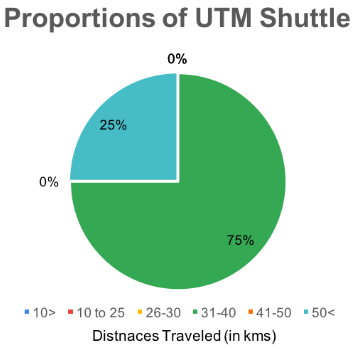 Proportions of UTM Shuttle
0%
25%
0%
75%
10> 10 to 25 26-30 31-40 41-50 50<
Distnaces Traveled (in kms)